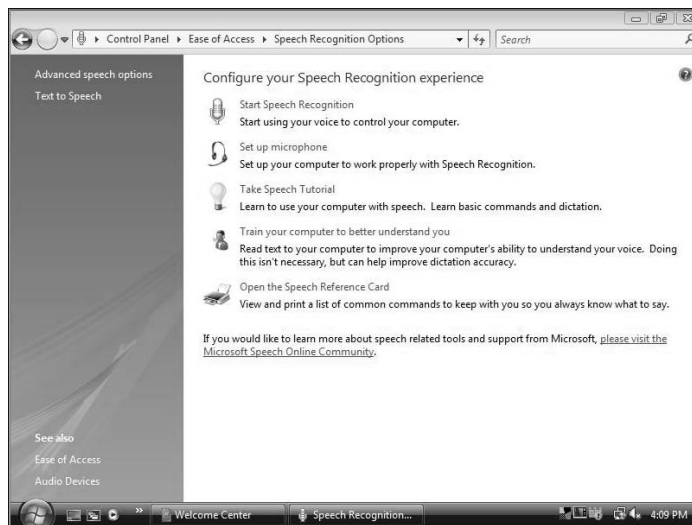 Control Panel ▸ Ease of Access ▸ Speech Recognition Options
Search
Advanced speech options
Text to Speech
Configure your Speech Recognition experience
Start Speech Recognition
Start using your voice to control your computer.
Set up microphone
Set up your computer to work properly with Speech Recognition.
Take Speech Tutorial
Learn to use your computer with speech. Learn basic commands and dictation.
Train your computer to better understand you
Read text to your computer to improve your computer's ability to understand your voice. Doing
this isn't necessary, but can help improve dictation accuracy.
Open the Speech Reference Card
View and print a list of common commands to keep with you so you always know what to say.
If you would like to learn more about speech related tools and support from Microsoft, please visit the
Microsoft Speech Online Community.
See also
Ease of Access
Audio Devices
Welcome Center
Speech Recognition...
4:09 PM